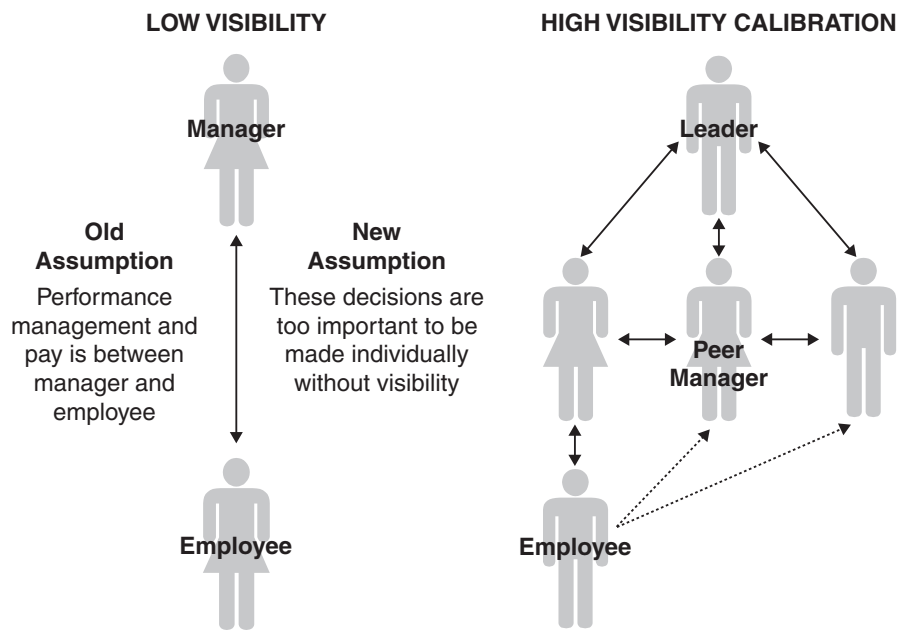 LOW VISIBILITY
HIGH VISIBILITY CALIBRATION
Manager
Leader
Old
Assumption
Performance
management and
pay is between
manager and
employee
New
Assumption
These decisions are
too important to be
made individually
without visibility
Peer
Manager
Employee
Employee